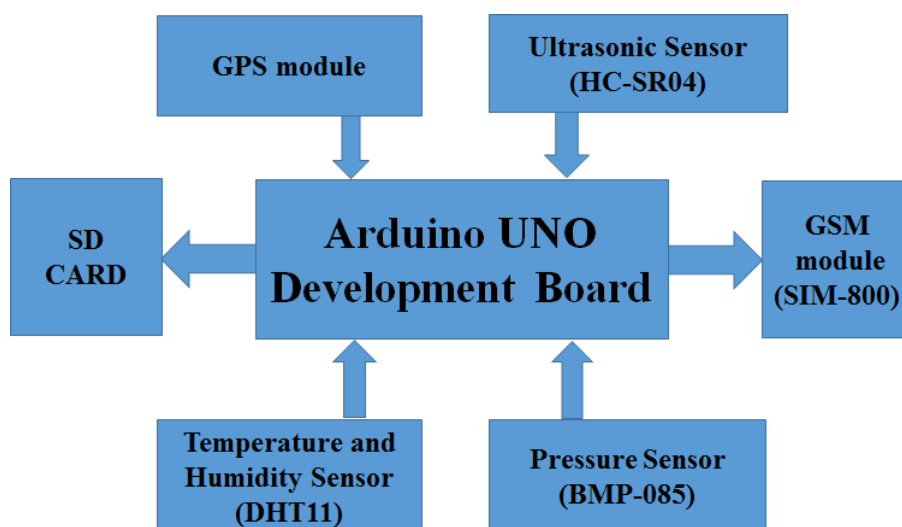 GPS module
Ultrasonic Sensor
(HC-SR04)
SD
CARD
Arduino UNO
Development Board
GSM
module
(SIM-800)
Temperature and
Humidity Sensor
(DHT11)
Pressure Sensor
(BMP-085)